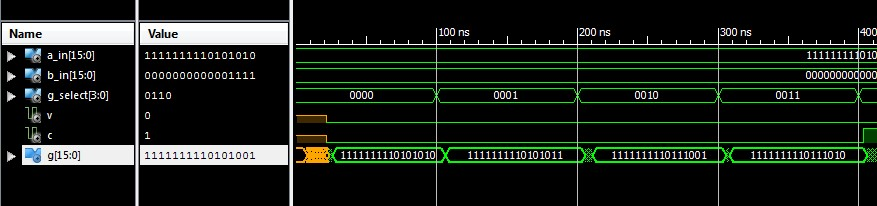 Name Value
100 ns 200 ns 300 ns 400
a_in[15:0] 1111111110101010 111111111010
b_in[15:0] 0000000000001111 000000000000
g_select[3:0] 0110 0000 0001 0010 0011
v 0
c 1
g[15:0] 1111111110101001 1111111110101010 1111111110101011 1111111110111001 1111111110111010